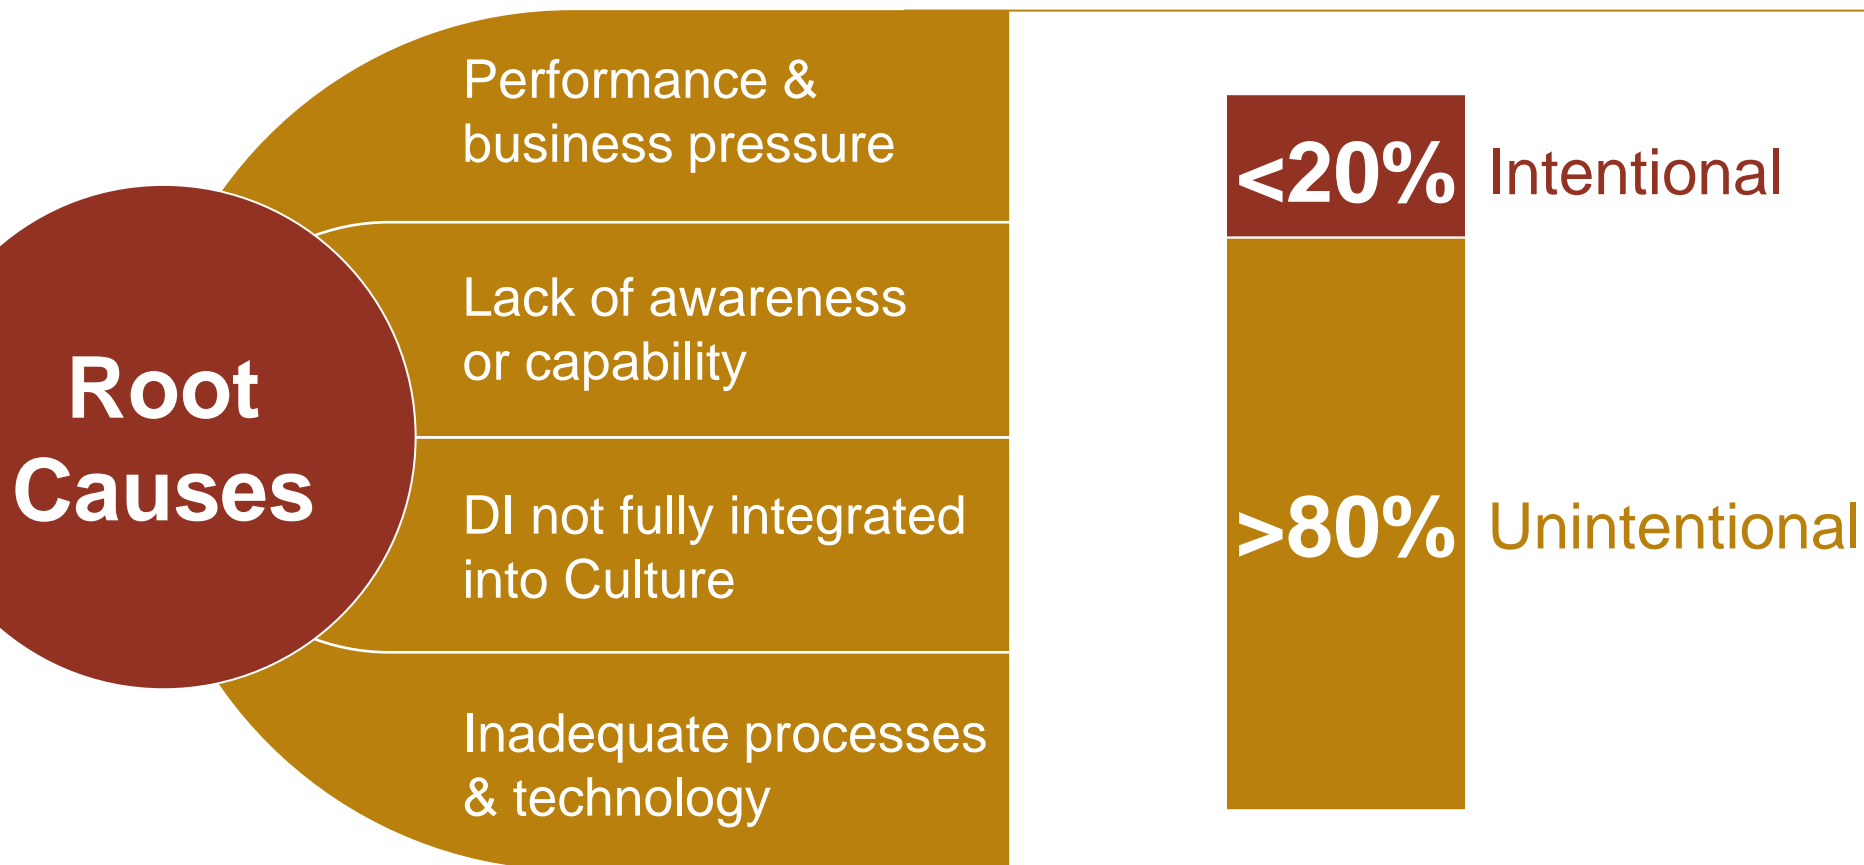 Root
Causes
Performance &
business pressure
Lack of awareness
or capability
DI not fully integrated
into Culture
Inadequate processes
& technology
<20% Intentional
>80% Unintentional